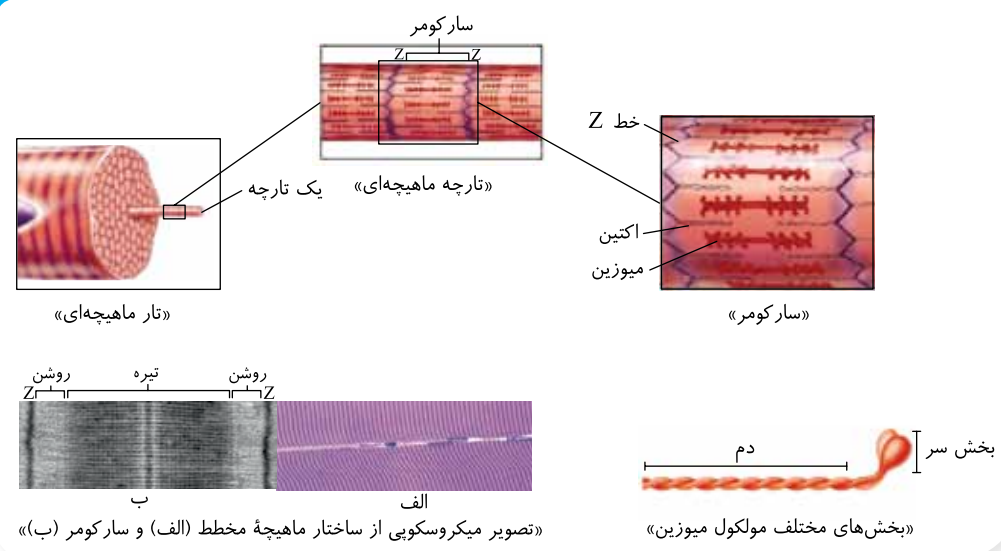 سارکومر
Z Z
«تارچه ماهیچه‌ای»
خط Z
اکتین
میوزین
«سارکومر»
یک تارچه
«تار ماهیچه‌ای»
روشن تیره روشن
Z Z
ب
الف
«تصویر میکروسکوپی از ساختار ماهیچهٔ مخطط (الف) و سارکومر (ب)»
دم
بخش سر
«بخش‌های مختلف مولکول میوزین»